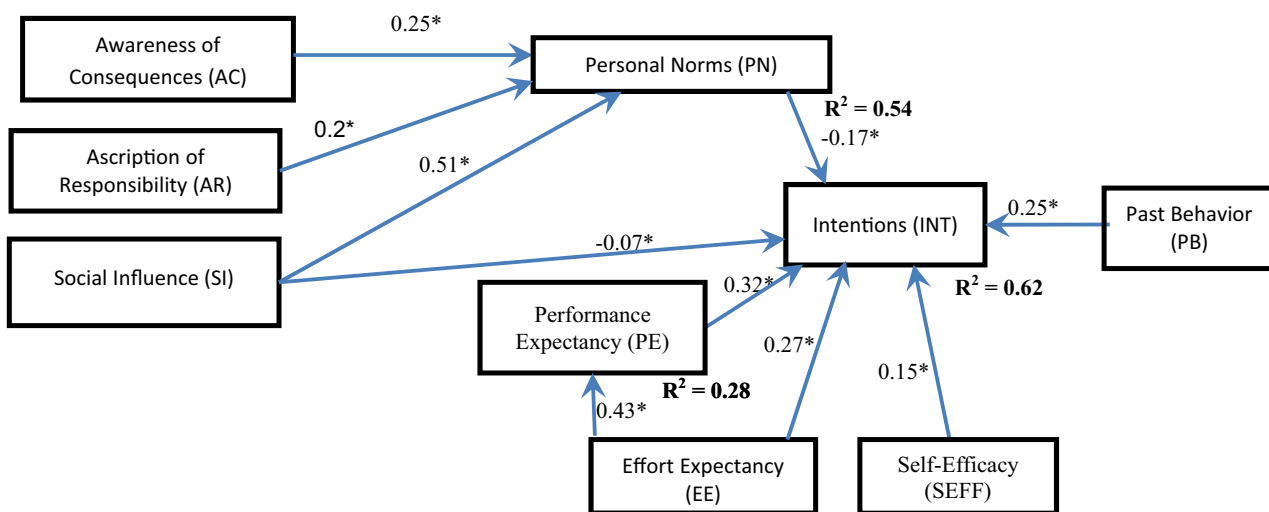 0.25*
Awareness of
Consequences (AC)
Personal Norms (PN)
R² = 0.54
0.2*
-0.17*
Ascription of
Responsibility (AR)
0.51*
Intentions (INT)
0.25*
Past Behavior
(PB)
Social Influence (SI)
-0.07*
R² = 0.62
0.32*
Performance
Expectancy (PE)
0.27*
0.15*
R² = 0.28
0.43*
Effort Expectancy
(EE)
Self-Efficacy
(SEFF)